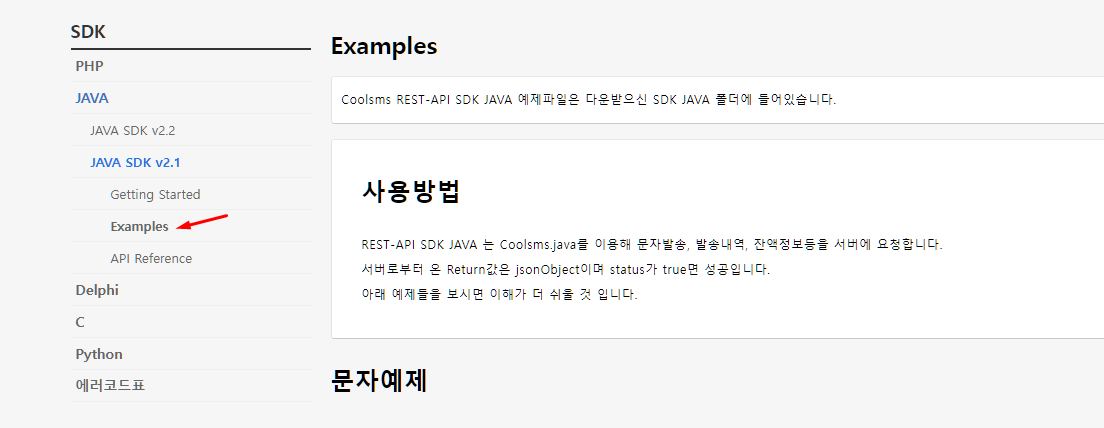 SDK
PHP
JAVA
JAVA SDK v2.2
JAVA SDK v2.1
Getting Started
Examples
API Reference
Delphi
C
Python
에러코드표
Examples
Coolsms REST-API SDK JAVA 예제파일은 다운받으신 SDK JAVA 폴더에 들어있습니다.
사용방법
REST-API SDK JAVA 는 Coolsms.java를 이용해 문자발송, 발송내역, 잔액정보등을 서버에 요청합니다.
서버로부터 온 Return값은 jsonObject이며 status가 true면 성공입니다.
아래 예제들을 보시면 이해가 더 쉬울 것 입니다.
문자예제